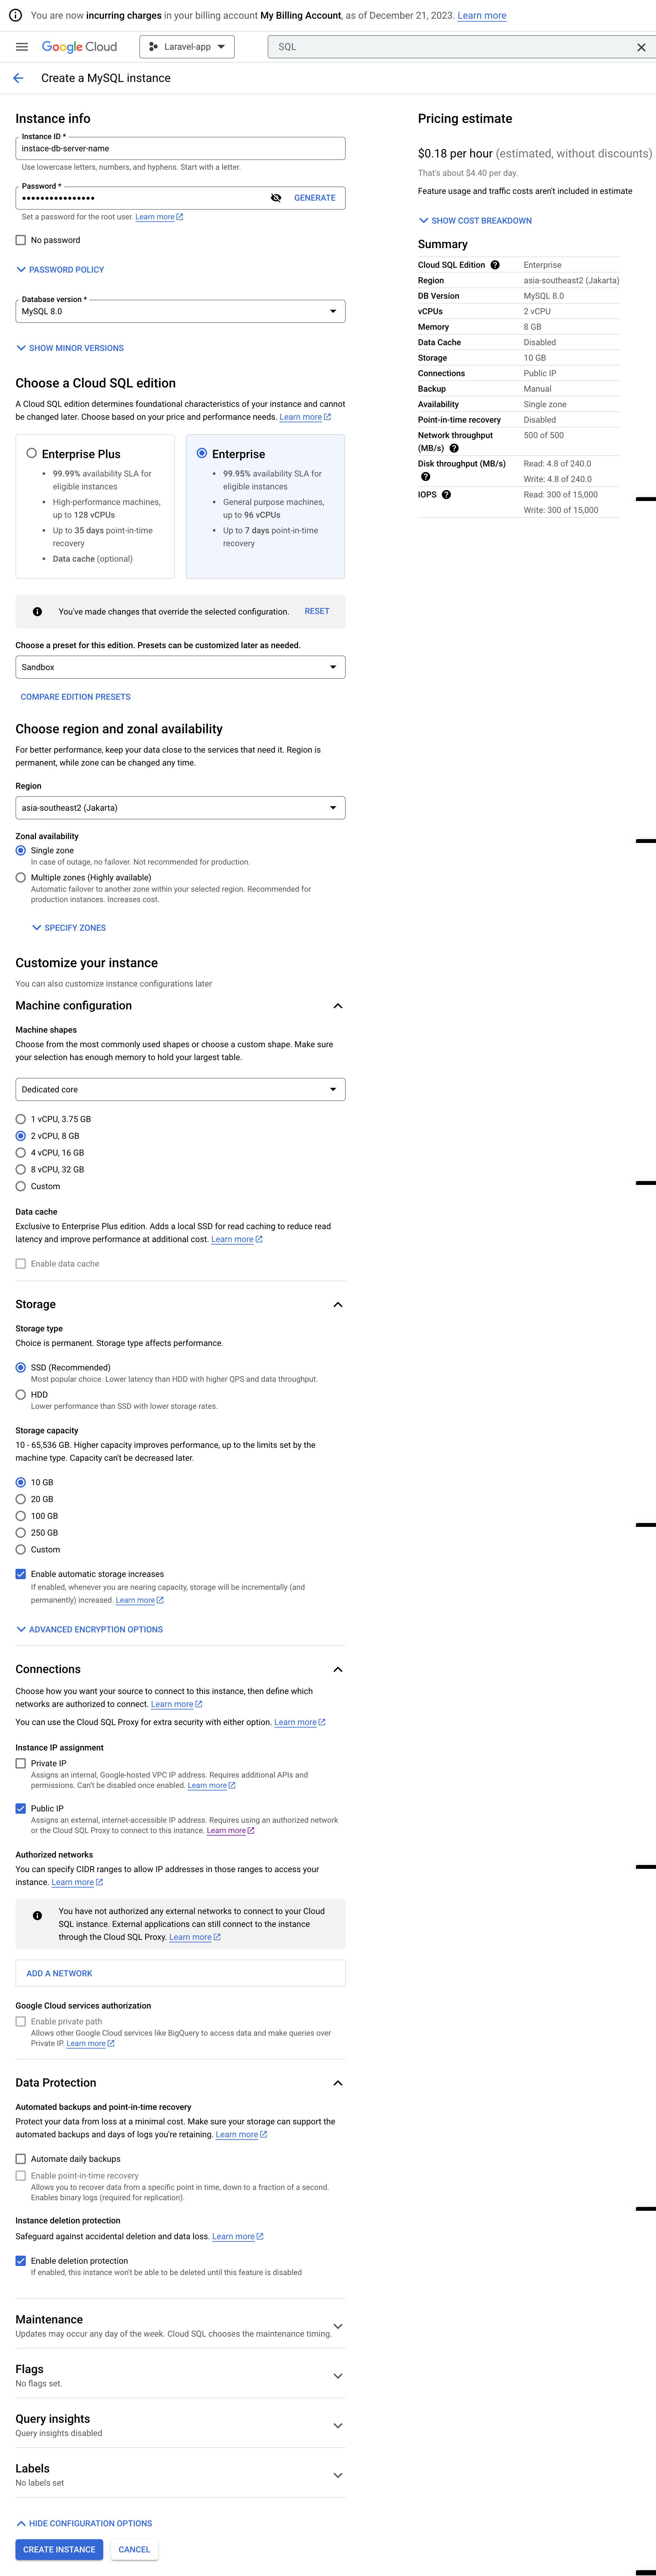 You are now incurring charges in your billing account My Billing Account, as of December 21, 2023. Learn more
Google Cloud
Laravel-app
SQL
Create a MySQL instance
Instance info
Instance ID *
instace-db-server-name
Use lowercase letters, numbers, and hyphens. Start with a letter.
Password *
••••••••••••••••
GENERATE
Set a password for the root user. Learn more
No password
PASSWORD POLICY
Database version *
MySQL 8.0
SHOW MINOR VERSIONS
Choose a Cloud SQL edition
A Cloud SQL edition determines foundational characteristics of your instance and cannot
be changed later. Choose based on your price and performance needs. Learn more
Enterprise Plus
• 99.99% availability SLA for
eligible instances
• High-performance machines,
up to 128 vCPUs
• Up to 35 days point-in-time
recovery
• Data cache (optional)
Enterprise
• 99.95% availability SLA for
eligible instances
• General purpose machines,
up to 96 vCPUs
• Up to 7 days point-in-time
recovery
You've made changes that override the selected configuration.
RESET
Choose a preset for this edition. Presets can be customized later as needed.
Sandbox
COMPARE EDITION PRESETS
Choose region and zonal availability
For better performance, keep your data close to the services that need it. Region is
permanent, while zone can be changed any time.
Region
asia-southeast2 (Jakarta)
Zonal availability
Single zone
In case of outage, no failover. Not recommended for production.
Multiple zones (Highly available)
Automatic failover to another zone within your selected region. Recommended for
production instances. Increases cost.
SPECIFY ZONES
Customize your instance
You can also customize instance configurations later
Machine configuration
Machine shapes
Choose from the most commonly used shapes or choose a custom shape. Make sure
your selection has enough memory to hold your largest table.
Dedicated core
1 vCPU, 3.75 GB
2 vCPU, 8 GB
4 vCPU, 16 GB
8 vCPU, 32 GB
Custom
Data cache
Exclusive to Enterprise Plus edition. Adds a local SSD for read caching to reduce read
latency and improve performance at additional cost. Learn more
Enable data cache
Storage
Storage type
Choice is permanent. Storage type affects performance.
SSD (Recommended)
Most popular choice. Lower latency than HDD with higher QPS and data throughput.
HDD
Lower performance than SSD with lower storage rates.
Storage capacity
10 - 65,536 GB. Higher capacity improves performance, up to the limits set by the
machine type. Capacity can't be decreased later.
10 GB
20 GB
100 GB
250 GB
Custom
Enable automatic storage increases
If enabled, whenever you are nearing capacity, storage will be incrementally (and
permanently) increased. Learn more
ADVANCED ENCRYPTION OPTIONS
Connections
Choose how you want your source to connect to this instance, then define which
networks are authorized to connect. Learn more
You can use the Cloud SQL Proxy for extra security with either option. Learn more
Instance IP assignment
Private IP
Assigns an internal, Google-hosted VPC IP address. Requires additional APIs and
permissions. Can't be disabled once enabled. Learn more
Public IP
Assigns an external, internet-accessible IP address. Requires using an authorized network
or the Cloud SQL Proxy to connect to this instance. Learn more
Authorized networks
You can specify CIDR ranges to allow IP addresses in those ranges to access your
instance. Learn more
You have not authorized any external networks to connect to your Cloud
SQL instance. External applications can still connect to the instance
through the Cloud SQL Proxy. Learn more
ADD A NETWORK
Google Cloud services authorization
Enable private path
Allows other Google Cloud services like BigQuery to access data and make queries over
Private IP. Learn more
Data Protection
Automated backups and point-in-time recovery
Protect your data from loss at a minimal cost. Make sure your storage can support the
automated backups and days of logs you're retaining. Learn more
Automate daily backups
Enable point-in-time recovery
Allows you to recover data from a specific point in time, down to a fraction of a second.
Enables binary logs (required for replication).
Instance deletion protection
Safeguard against accidental deletion and data loss. Learn more
Enable deletion protection
If enabled, this instance won't be able to be deleted until this feature is disabled
Maintenance
Updates may occur any day of the week. Cloud SQL chooses the maintenance timing.
Flags
No flags set.
Query insights
Query insights disabled
Labels
No labels set
HIDE CONFIGURATION OPTIONS
CREATE INSTANCE
CANCEL
Pricing estimate
$0.18 per hour (estimated, without discounts)
That's about $4.40 per day.
Feature usage and traffic costs aren't included in estimate
SHOW COST BREAKDOWN
Summary
Cloud SQL Edition Enterprise
Region asia-southeast2 (Jakarta)
DB Version MySQL 8.0
vCPUs 2 vCPU
Memory 8 GB
Data Cache Disabled
Storage 10 GB
Connections Public IP
Backup Manual
Availability Single zone
Point-in-time recovery Disabled
Network throughput 500 of 500
(MB/s)
Disk throughput (MB/s) Read: 4.8 of 240.0
Write: 4.8 of 240.0
IOPS Read: 300 of 15,000
Write: 300 of 15,000